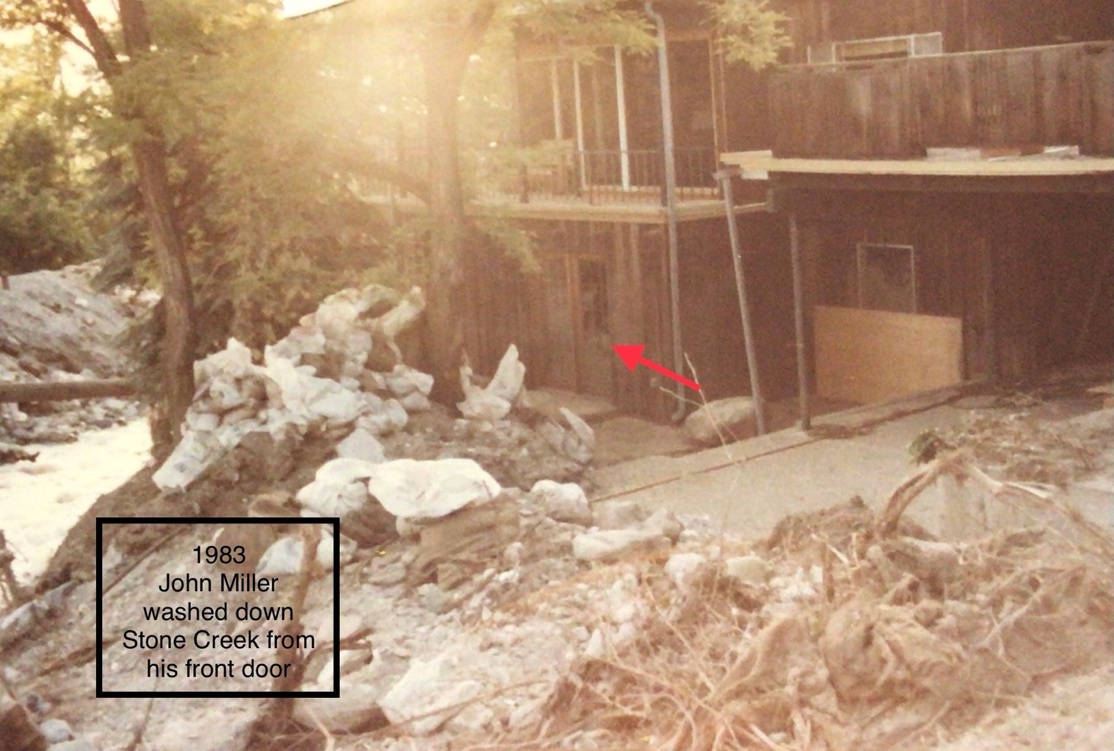 1983
John Miller
washed down
Stone Creek from
his front door